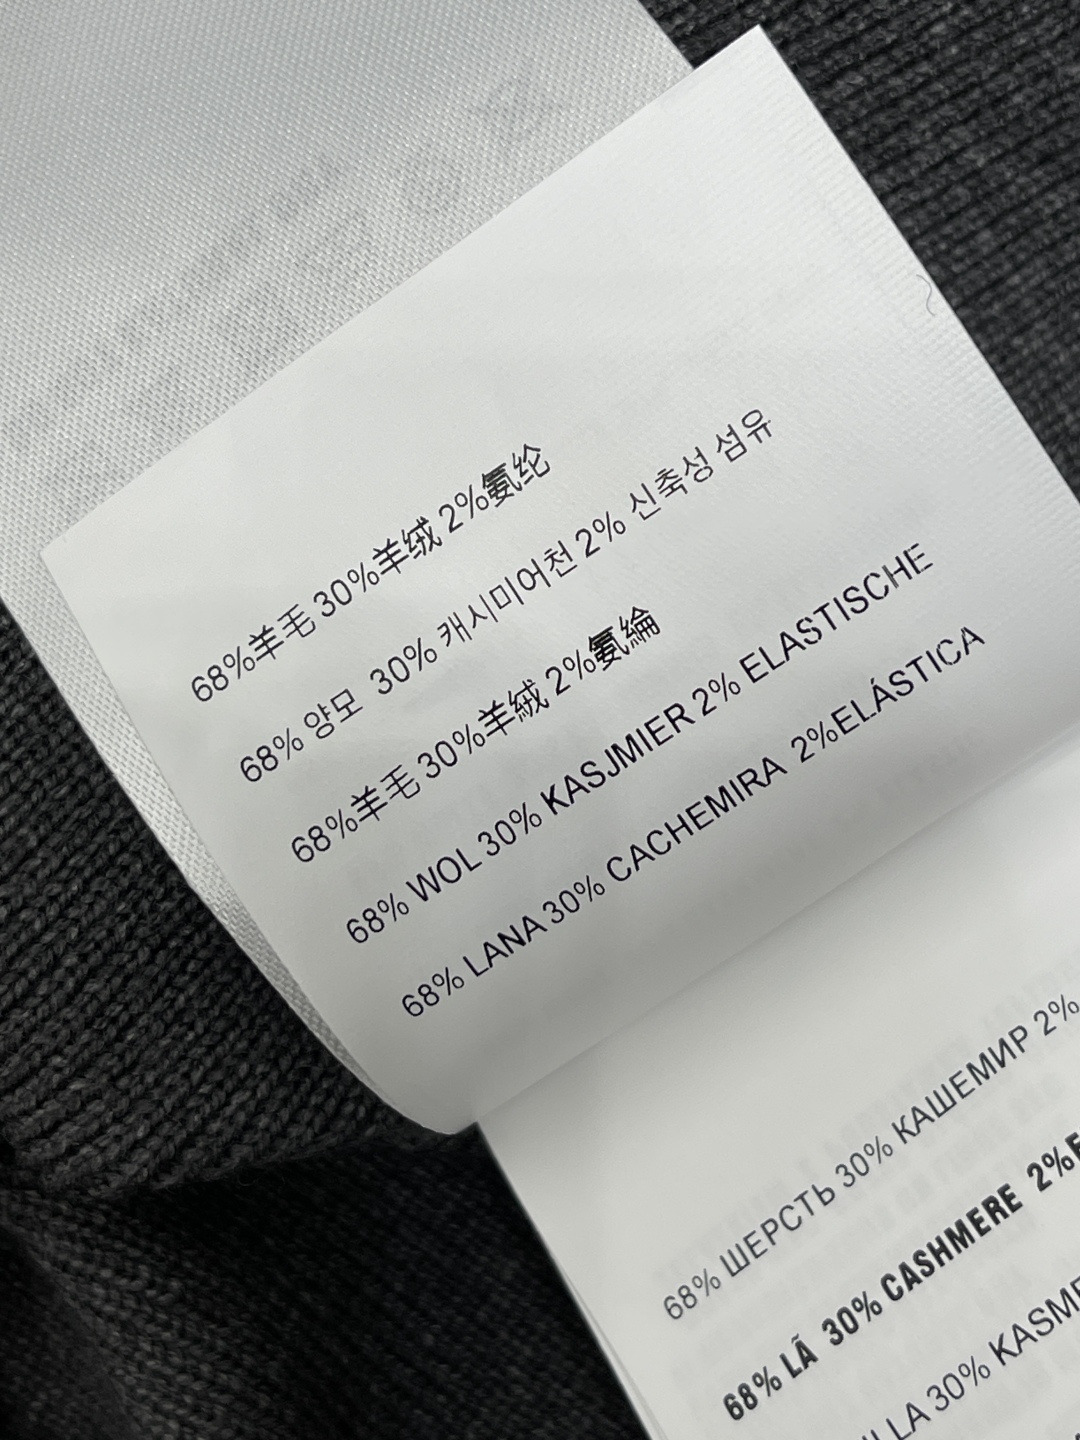 68%羊毛 30%羊绒 2%氨纶
68% 양모 30% 캐시미어천 2% 신축성 섬유
68%羊毛 30%羊絨 2%氨綸
68% WOL 30% KASJMIER 2% ELASTISCHE
68% LANA 30% CACHEMIRA 2%ELÁSTICA
68% ШЕРСТЬ 30% КАШЕМИР 2%
68% LÃ 30% CASHMERE 2%E
30%